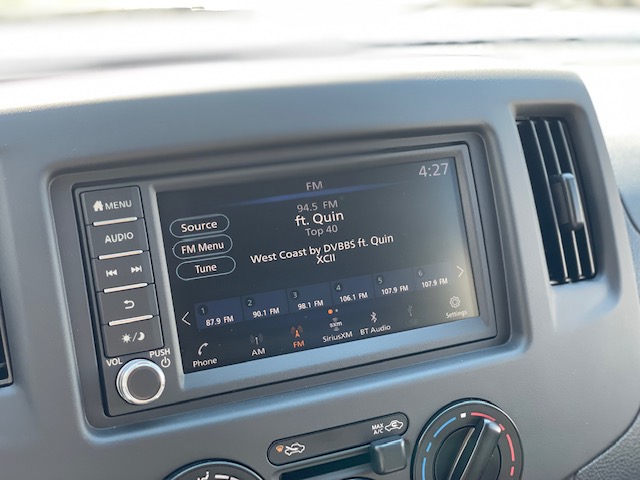 FM
4:27
94.5 FM
ft. Quin
Top 40
West Coast by DVBBS ft. Quin
XCII
Source
FM Menu
Tune
1 2 3 4 5 6
87.9 FM 90.1 FM 98.1 FM 106.1 FM 107.9 FM 107.9 FM
Phone AM FM sxm SiriusXM BT Audio Settings
MENU
AUDIO
VOL PUSH
MAX
A/C